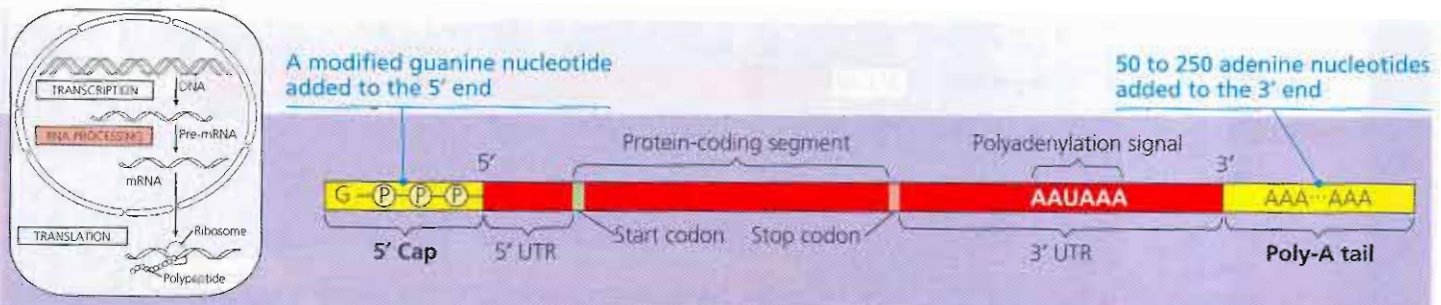 TRANSCRIPTION
DNA
RNA PROCESSING
Pre-mRNA
mRNA
TRANSLATION
Ribosome
Polypeptide
A modified guanine nucleotide
added to the 5′ end
50 to 250 adenine nucleotides
added to the 3′ end
Protein-coding segment
Polyadenylation signal
5′
3′
G P P P
AAUAAA
AAA···AAA
5′ Cap
5′ UTR
Start codon
Stop codon
3′ UTR
Poly-A tail